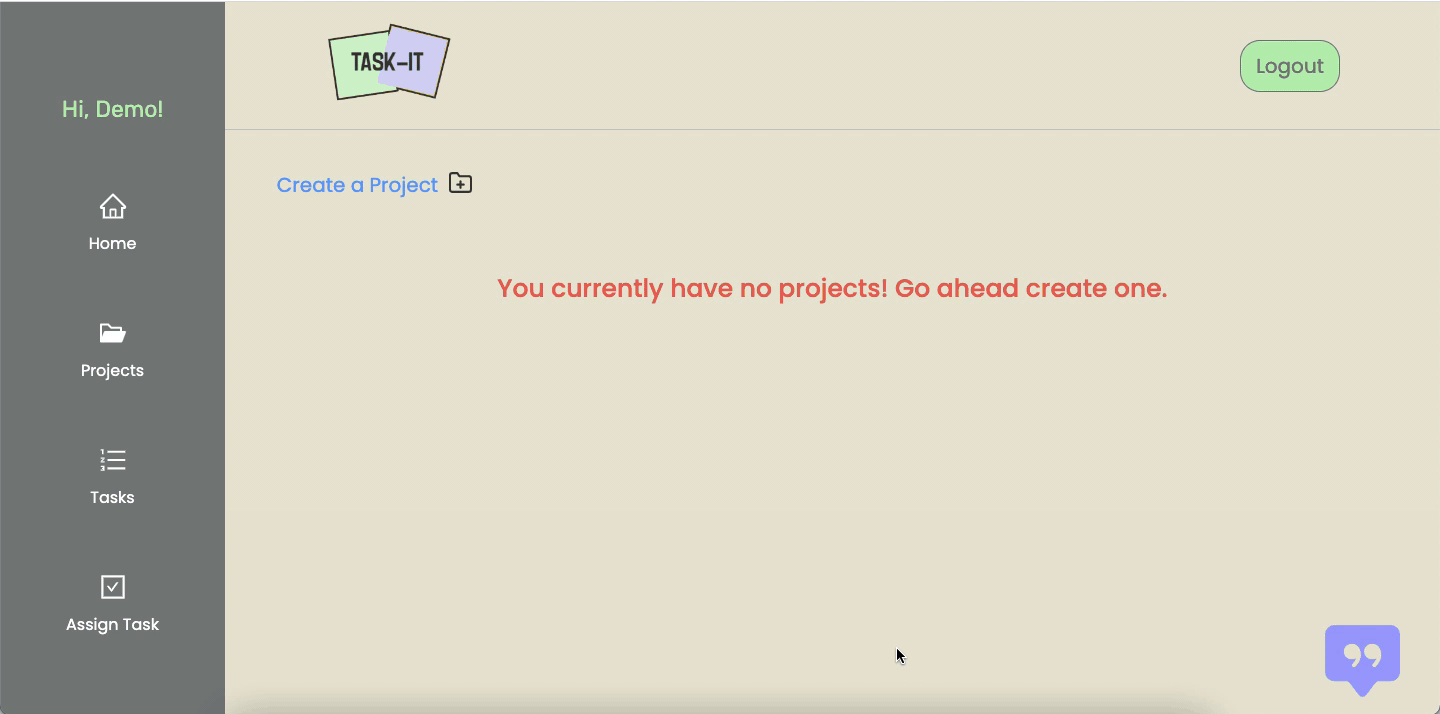 TASK-IT
Logout
Hi, Demo!
Create a Project
Home
You currently have no projects! Go ahead create one.
Projects
Tasks
Assign Task